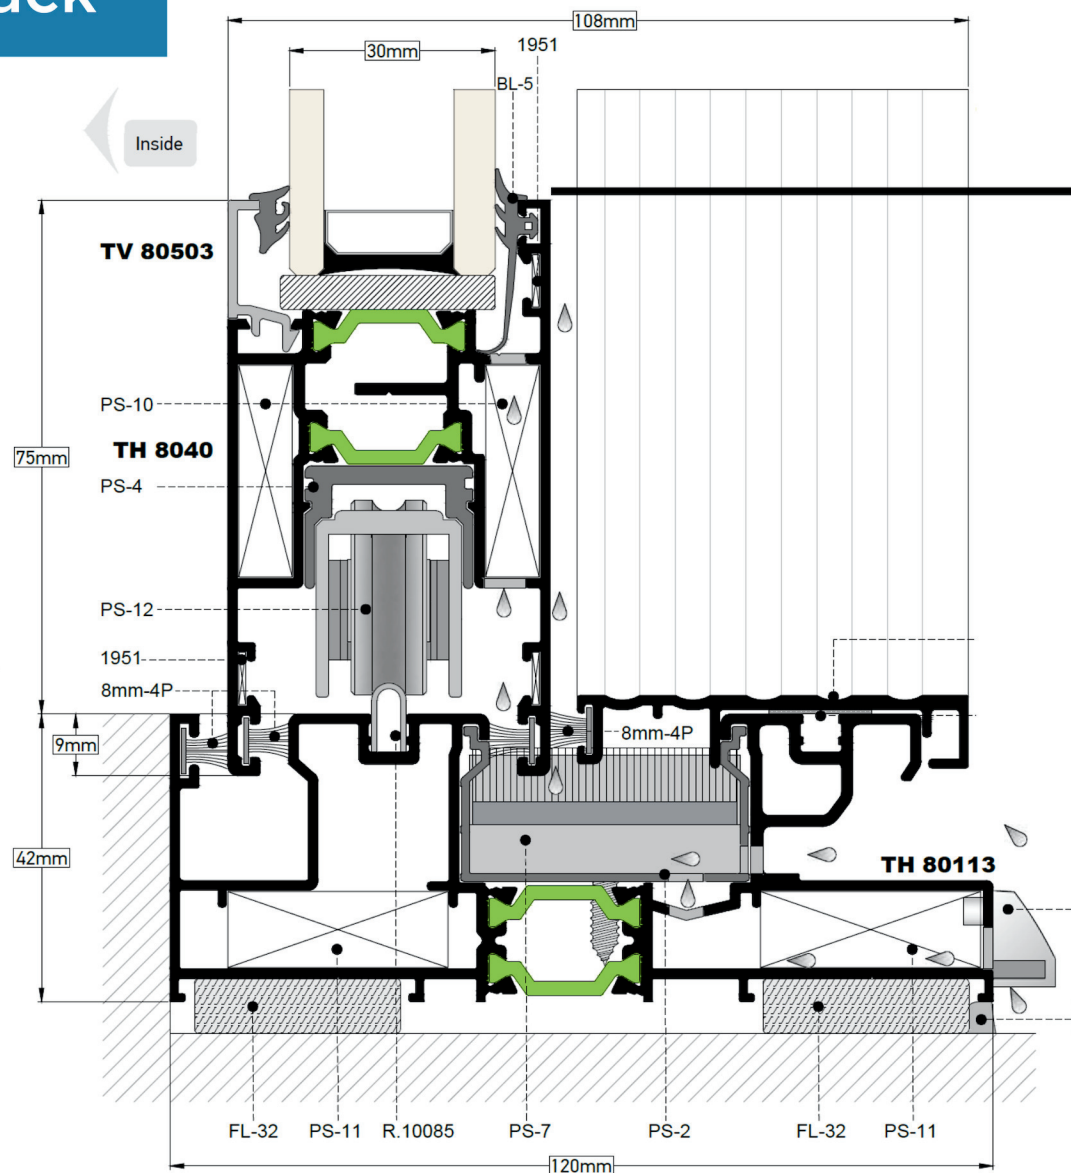 108mm
30mm
1951
BL-5
Inside
TV 80503
PS-10
TH 8040
75mm
PS-4
PS-12
1951
8mm-4P
8mm-4P
9mm
42mm
TH 80113
FL-32
PS-11
R.10085
PS-7
PS-2
FL-32
PS-11
120mm